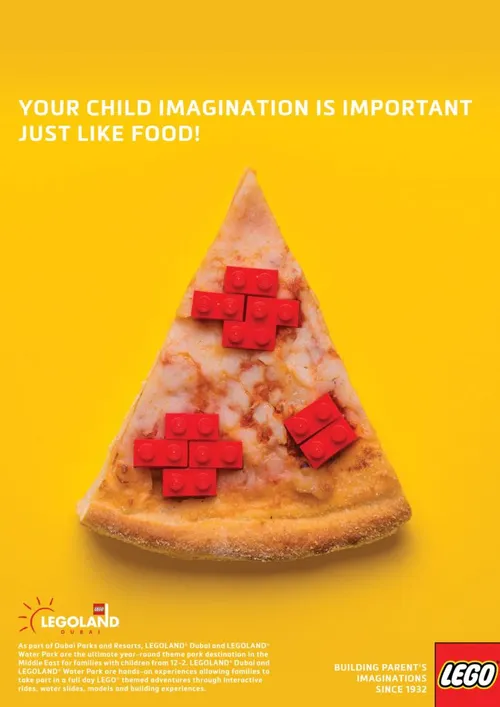 YOUR CHILD IMAGINATION IS IMPORTANT
JUST LIKE FOOD!
LEGO
LEGOLAND
DUBAI
As part of Dubai Parks and Resorts, LEGOLAND® Dubai and LEGOLAND®
Water Park are the ultimate year-round theme park destination in the
Middle East for families with children from 12-2. LEGOLAND® Dubai and
LEGOLAND® Water Park are hands-on experiences allowing families to
take part in a full day LEGO® themed adventures through interactive
rides, water slides, models and building experiences.
BUILDING PARENT'S
IMAGINATIONS
SINCE 1932
LEGO